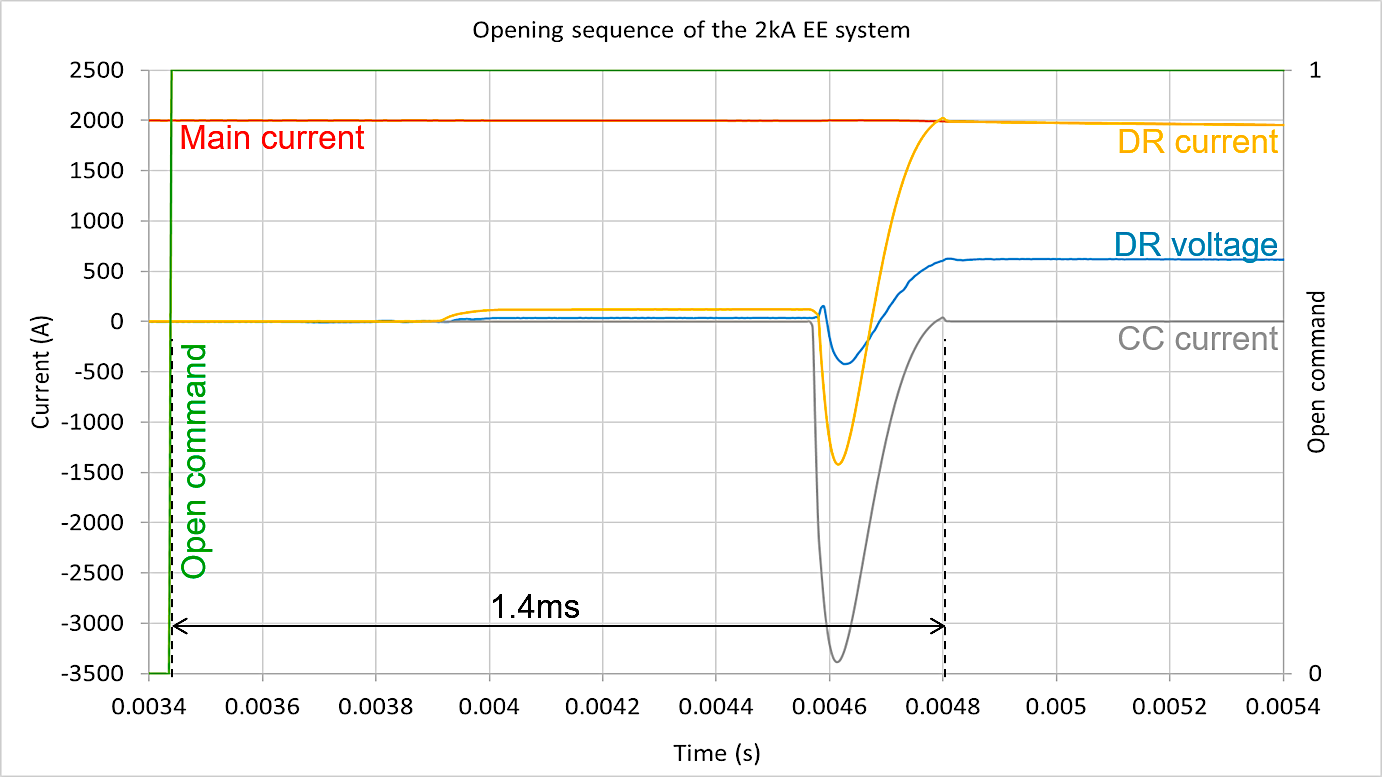 Opening sequence of the 2kA EE system
2500
2000
1500
1000
500
0
-500
-1000
-1500
-2000
-2500
-3000
-3500
Current (A)
1
0
Open command
Main current
DR current
DR voltage
CC current
Open command
1.4ms
0.0034 0.0036 0.0038 0.004 0.0042 0.0044 0.0046 0.0048 0.005 0.0052 0.0054
Time (s)